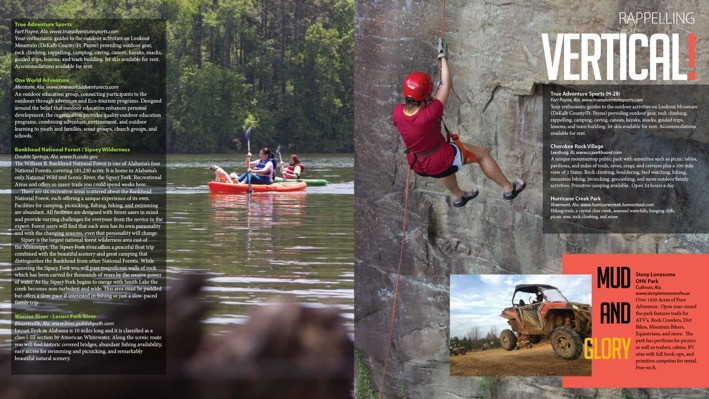 True Adventure Sports
Fort Payne, Ala. www.trueadventuresports.com
Your enthusiastic guides to the outdoor activities on Lookout
Mountain (DeKalb County/Ft. Payne) providing outdoor gear,
rock climbing, rappelling, camping, caving, canoes, kayaks, snacks,
guided trips, lessons, and team building. Jet skis available for rent.
Accommodations available for rent.
One World Adventure
Mentone, Ala. www.oneworldadventureco.com
An outdoor education group, connecting participants to the
outdoors through adventure and Eco-tourism programs. Designed
around the belief that outdoor education enhances personal
development, the organization provides quality outdoor education
programs, combining adventure, environment, and outdoor
learning to youth and families, scout groups, church groups, and
schools.
Bankhead National Forest / Sipsey Wilderness
Double Springs, Ala. www.fs.usda.gov
The William B. Bankhead National Forest is one of Alabama's four
National Forests, covering 181,230 acres. It is home to Alabama's
only National Wild and Scenic River, the Sipsey River. Recreational
Areas and offers so many trails you could spend weeks here.
There are six recreation areas scattered about the Bankhead
National Forest, each offering a unique experience of its own.
Facilities for camping, picnicking, fishing, hiking, and swimming
are abundant. All facilities are designed with forest users in mind
and provide varying challenges for everyone from the novice to the
expert. Forest users will find that each area has its own personality
and with the changing seasons, even that personality will change.
Sipsey is the largest national forest wilderness area east of
the Mississippi. The Sipsey Fork river offers a peaceful float trip
combined with the beautiful scenery and great camping that
distinguishes the Bankhead from other National Forests. While
canoeing the Sipsey Fork you will pass magnificent walls of rock
which has been carved for thousands of years by the erosive power
of water. As the Sipsey Fork begins to merge with Smith Lake the
creek becomes non-turbulent and wide. This area must be paddled
but offers a slow-pace if interested in fishing or just a slow-paced
family trip.
Warrior River - Locust Fork River
Blountsville, Ala. www.bwc.publishpath.com
Locust Fork in Alabama is 10 miles long and it is classified as a
class I-III section by American Whitewater. Along the scenic route
you will find historic covered bridges, abundant fishing availability,
easy access for swimming and picnicking, and remarkably
beautiful natural scenery.
RAPPELLING
VERTICAL!
True Adventure Sports (H-2B)
Fort Payne, Ala. www.trueadventuresports.com
Your enthusiastic guides to the outdoor activities on Lookout Mountain
(DeKalb County/Ft. Payne) providing outdoor gear, rock climbing,
rappelling, camping, caving, canoes, kayaks, snacks, guided trips,
lessons, and team building. Jet skis available for rent. Accommodations
available for rent.
Cherokee Rock Village
Leesburg, Al.
A unique mountaintop public park with amenities such as picnic tables,
pavilions, and miles of trails, caves, crags, and crevices plus a 100 mile
view of 3 States. Rock climbing, bouldering, bird watching, hiking,
mountain biking, picnicking, geocaching, and more outdoor family
activities. Primitive camping available. Open 24 hours a day.
Hurricane Creek Park
Vinemont, Ala. www.hurricanecreek.homestead.com
Hiking trails, a crystal clear creek, seasonal waterfalls, hanging cliffs,
picnic area, rock climbing, and more.
MUD
AND
GLORY
Stony Lonesome
OHV Park
Cullman, Ala.
www.stonylonesomeohv.us
Over 1420 Acres of Pure
Adventure. Open year-round
the park features trails for
ATV's, Rock Crawlers, Dirt
Bikes, Mountain Bikers,
Equestrians, and more. The
park has pavilions for picnics
as well as trailers, cabins, RV
sites with full hook-ups, and
primitive campsites for rental.
Free wi-fi.